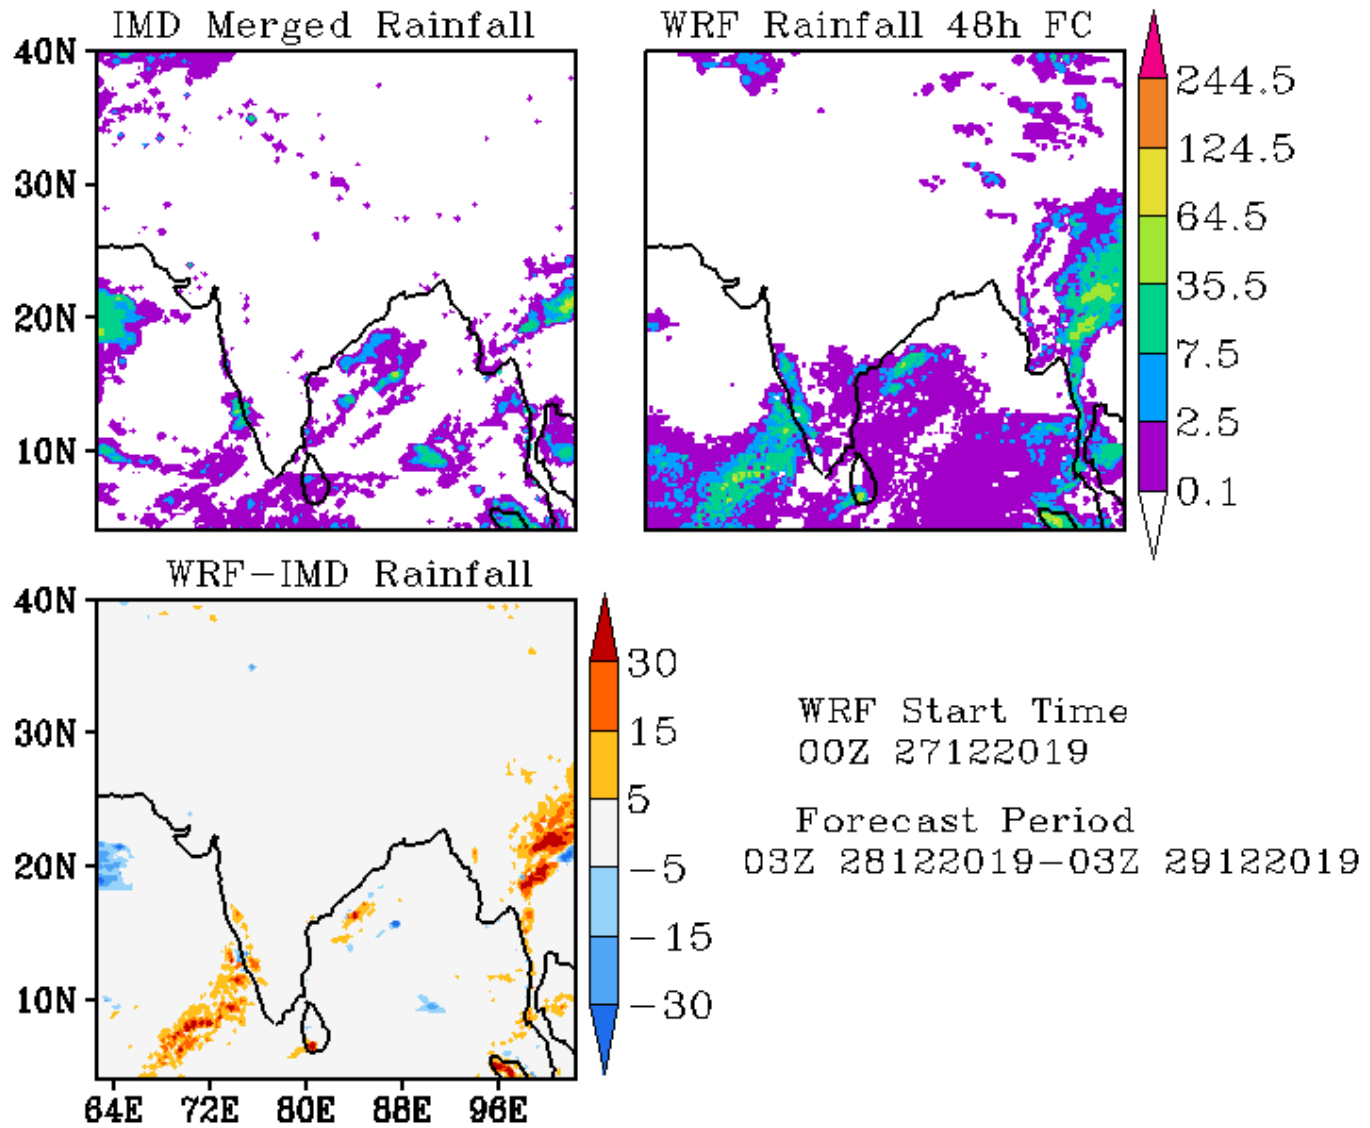 IMD Merged Rainfall
WRF Rainfall 48h FC
40N
30N
20N
10N
244.5
124.5
64.5
35.5
7.5
2.5
0.1
WRF-IMD Rainfall
40N
30N
20N
10N
64E 72E 80E 88E 96E
30
15
5
-5
-15
-30
WRF Start Time
00Z 27122019
Forecast Period
03Z 28122019-03Z 29122019